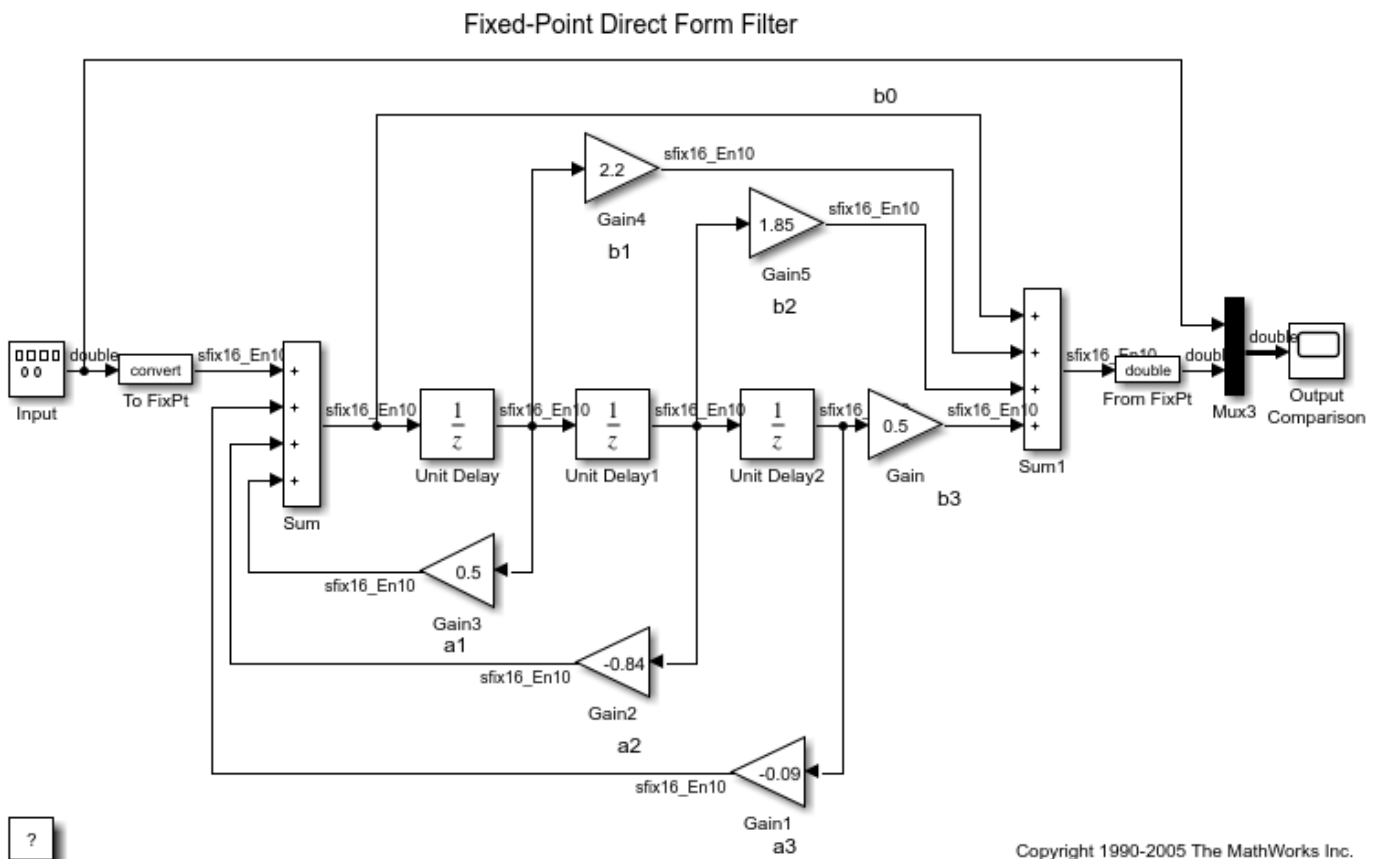 Fixed-Point Direct Form Filter
b0
2.2
sfix16_En10
Gain4
b1
1.85
sfix16_En10
Gain5
b2
0 0
Input
double
convert
To FixPt
sfix16_En10
+
+
+
+
Sum
sfix16_En10
1
z
Unit Delay
sfix16_En10
1
z
Unit Delay1
sfix16_En10
1
z
Unit Delay2
0.5
Gain
b3
sfix16_En10
+
+
+
+
Sum1
sfix16_En10
double
From FixPt
Mux3
double
Output
Comparison
0.5
sfix16_En10
Gain3
a1
-0.84
sfix16_En10
Gain2
a2
-0.09
sfix16_En10
Gain1
a3
?
Copyright 1990-2005 The MathWorks Inc.